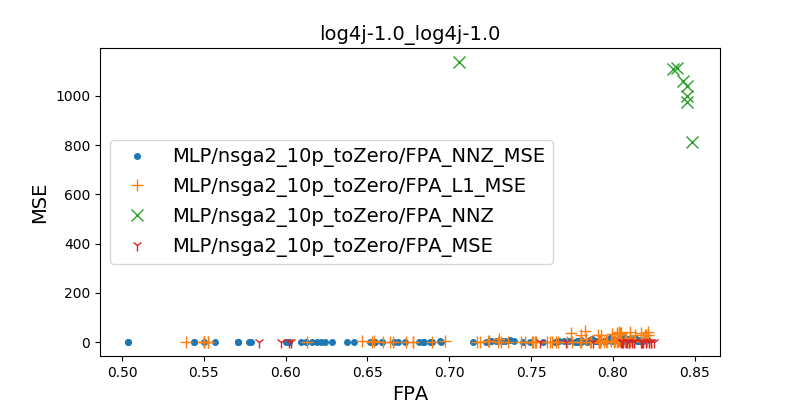 log4j-1.0_log4j-1.0
MSE
1000
800
600
400
200
0
MLP/nsga2_10p_toZero/FPA_NNZ_MSE
MLP/nsga2_10p_toZero/FPA_L1_MSE
MLP/nsga2_10p_toZero/FPA_NNZ
MLP/nsga2_10p_toZero/FPA_MSE
0.50 0.55 0.60 0.65 0.70 0.75 0.80 0.85
FPA